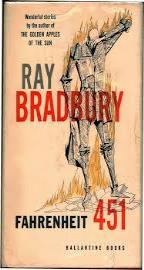 Wonderful stories
by the author of
THE GOLDEN APPLES
OF THE SUN
RAY
BRADBURY
FAHRENHEIT 451
BALLANTINE BOOKS